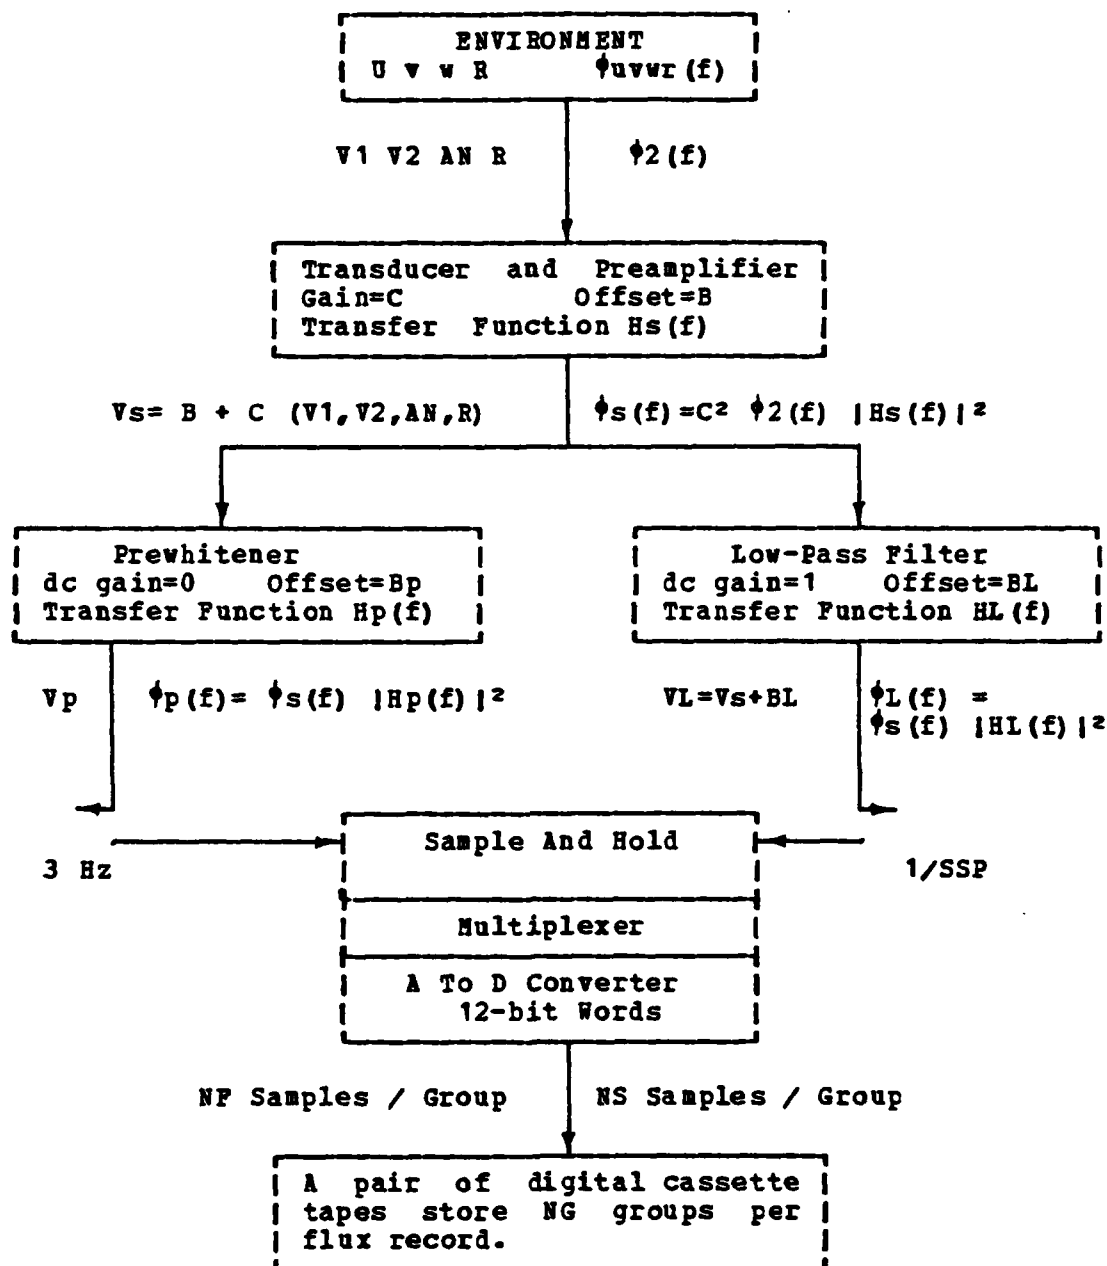 ENVIRONMENT
U v w R ϕuvwr(f)
V1 V2 AN R ϕ2(f)
Transducer and Preamplifier
Gain=C Offset=B
Transfer Function Hs(f)
Vs= B + C (V1,V2,AN,R) ϕs(f)=C² ϕ2(f) |Hs(f)|²
Prewhitener
dc gain=0 Offset=Bp
Transfer Function Hp(f)
Low-Pass Filter
dc gain=1 Offset=BL
Transfer Function HL(f)
Vp ϕp(f)= ϕs(f) |Hp(f)|²
VL=Vs+BL ϕL(f) =
ϕs(f) |HL(f)|²
3 Hz
Sample And Hold
1/SSP
Multiplexer
A To D Converter
12-bit Words
NF Samples / Group NS Samples / Group
A pair of digital cassette
tapes store NG groups per
flux record.